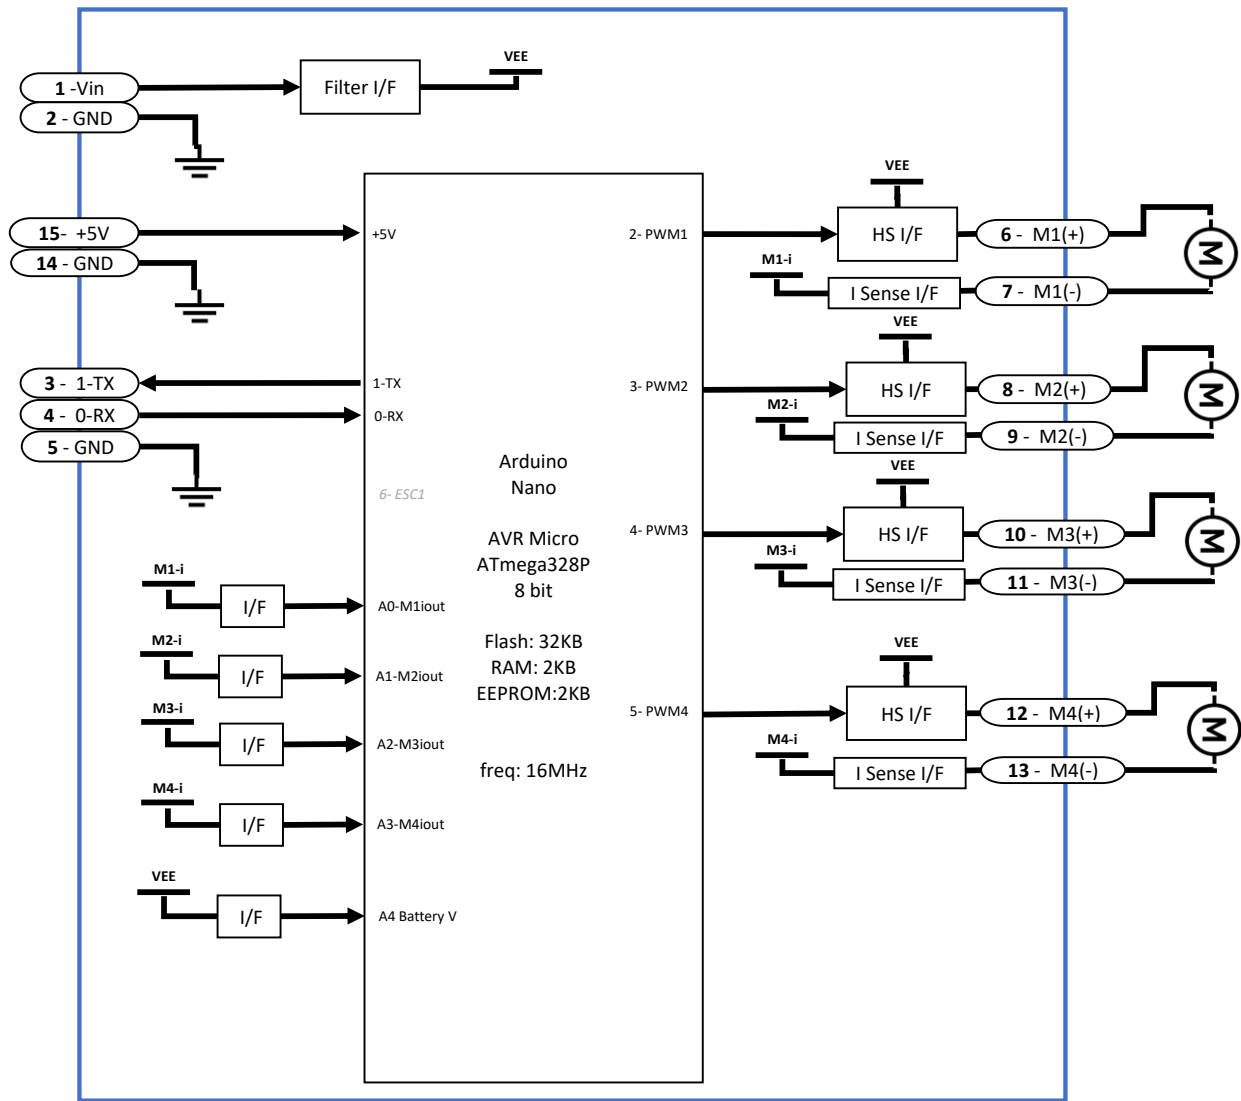 VEE
1 -Vin
Filter I/F
2 - GND
15- +5V
14 - GND
3 - 1-TX
4 - 0-RX
5 - GND
+5V
1-TX
0-RX
6- ESC1
M1-i
I/F
A0-M1iout
M2-i
I/F
A1-M2iout
M3-i
I/F
A2-M3iout
M4-i
I/F
A3-M4iout
VEE
I/F
A4 Battery V
Arduino
Nano
AVR Micro
ATmega328P
8 bit
Flash: 32KB
RAM: 2KB
EEPROM:2KB
freq: 16MHz
2- PWM1
3- PWM2
4- PWM3
5- PWM4
VEE
HS I/F
6 - M1(+)
M1-i
I Sense I/F
7 - M1(-)
M
VEE
HS I/F
8 - M2(+)
M2-i
I Sense I/F
9 - M2(-)
M
VEE
HS I/F
10 - M3(+)
M3-i
I Sense I/F
11 - M3(-)
M
VEE
HS I/F
12 - M4(+)
M4-i
I Sense I/F
13 - M4(-)
M